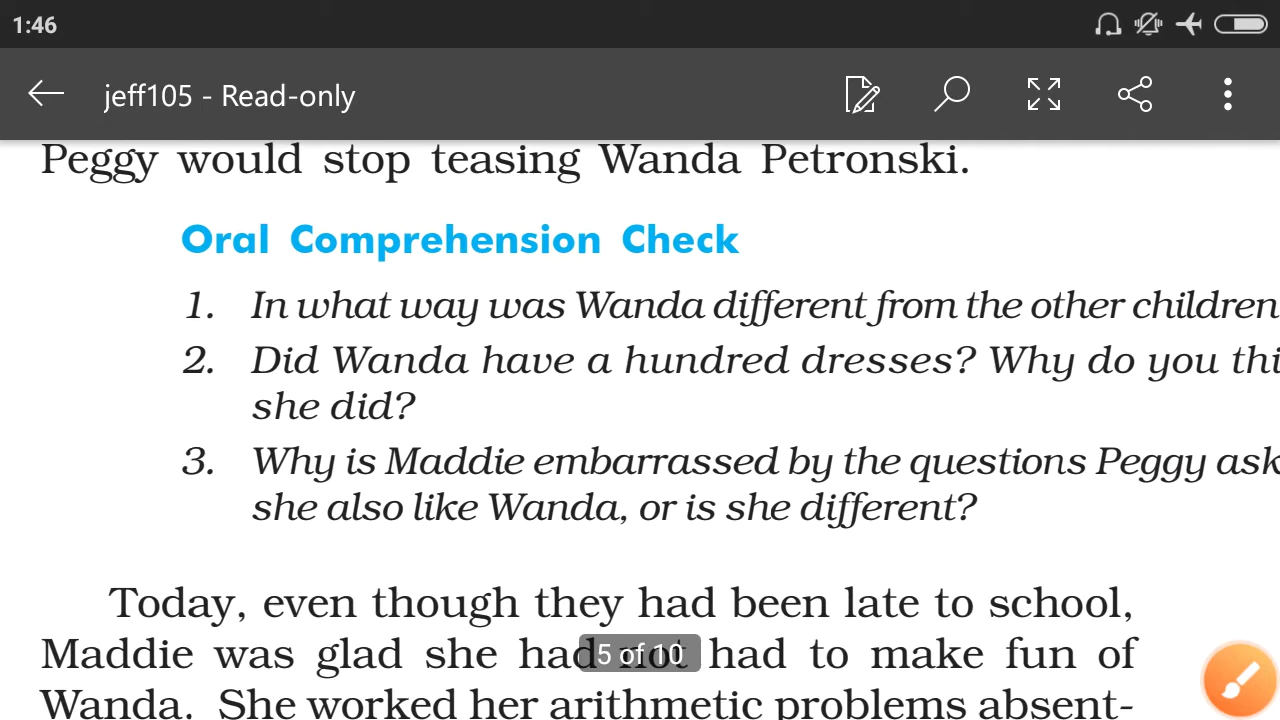 1:46
jeff105 - Read-only
Peggy would stop teasing Wanda Petronski.
Oral Comprehension Check
1. In what way was Wanda different from the other children
2. Did Wanda have a hundred dresses? Why do you thi
she did?
3. Why is Maddie embarrassed by the questions Peggy ask
she also like Wanda, or is she different?
Today, even though they had been late to school,
Maddie was glad she had not had to make fun of
5 of 10
Wanda. She worked her arithmetic problems absent-